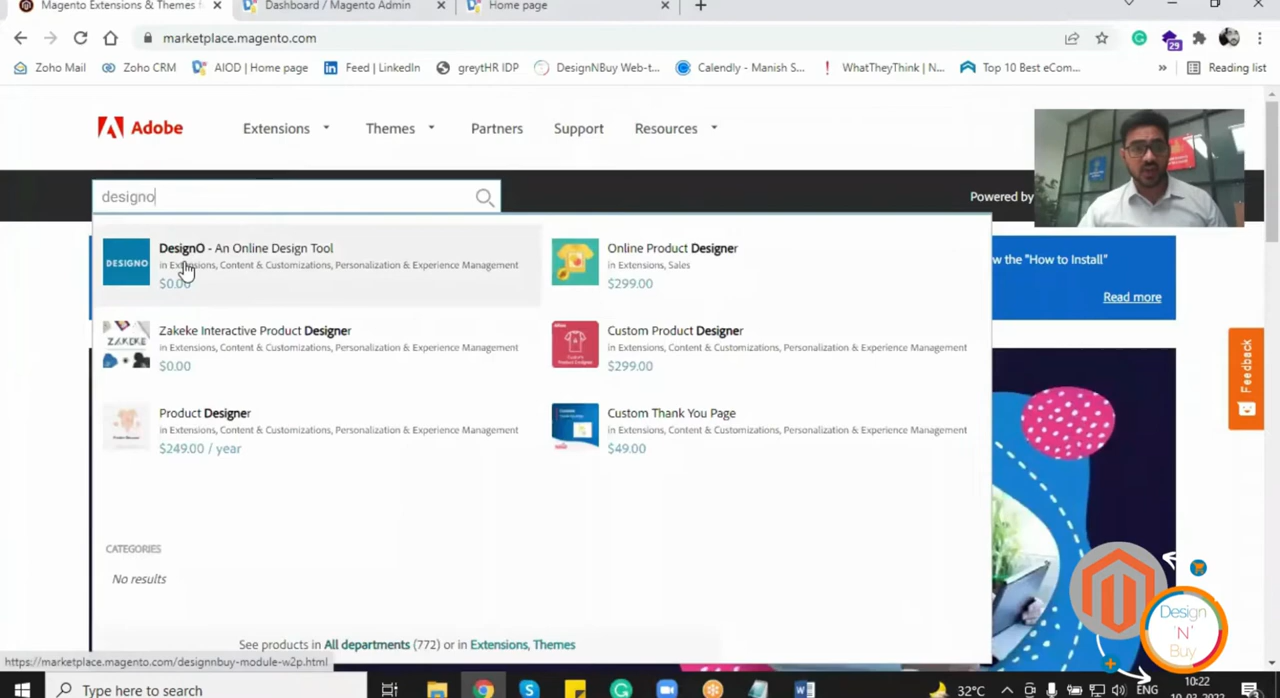 Magento Extensions & Themes f
Dashboard / Magento Admin
Home page
marketplace.magento.com
29
Zoho Mail
Zoho CRM
AIOD | Home page
Feed | LinkedIn
greytHR IDP
DesignNBuy Web-t...
Calendly - Manish S...
WhatTheyThink | N...
Top 10 Best eCom...
»
Reading list
Adobe
Extensions
Themes
Partners
Support
Resources
designo
Powered by
DESIGNO
DesignO - An Online Design Tool
in Extensions, Content & Customizations, Personalization & Experience Management
$0.00
Online Product Designer
in Extensions, Sales
$299.00
w the "How to Install"
Read more
ZAKEKE
Zakeke Interactive Product Designer
in Extensions, Content & Customizations, Personalization & Experience Management
$0.00
Custom Product Designer
in Extensions, Content & Customizations, Personalization & Experience Management
$299.00
Feedback
Product Designer
in Extensions, Content & Customizations, Personalization & Experience Management
$249.00 / year
Custom Thank You Page
in Extensions, Content & Customizations, Personalization & Experience Management
$49.00
CATEGORIES
No results
See products in All departments (772) or in Extensions, Themes
Design
'N'
Buy
https://marketplace.magento.com/designnbuy-module-w2p.html
Type here to search
32°C
ENG
10:22